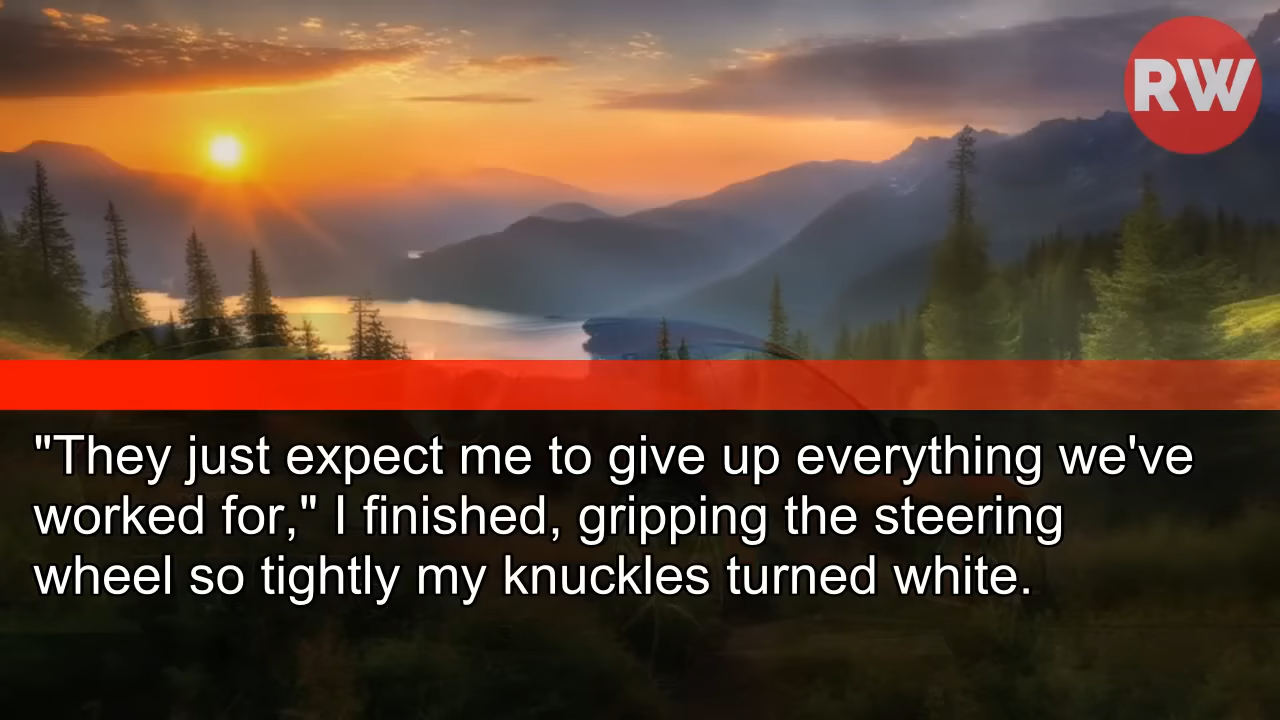 RW
"They just expect me to give up everything we've
worked for," I finished, gripping the steering
wheel so tightly my knuckles turned white.